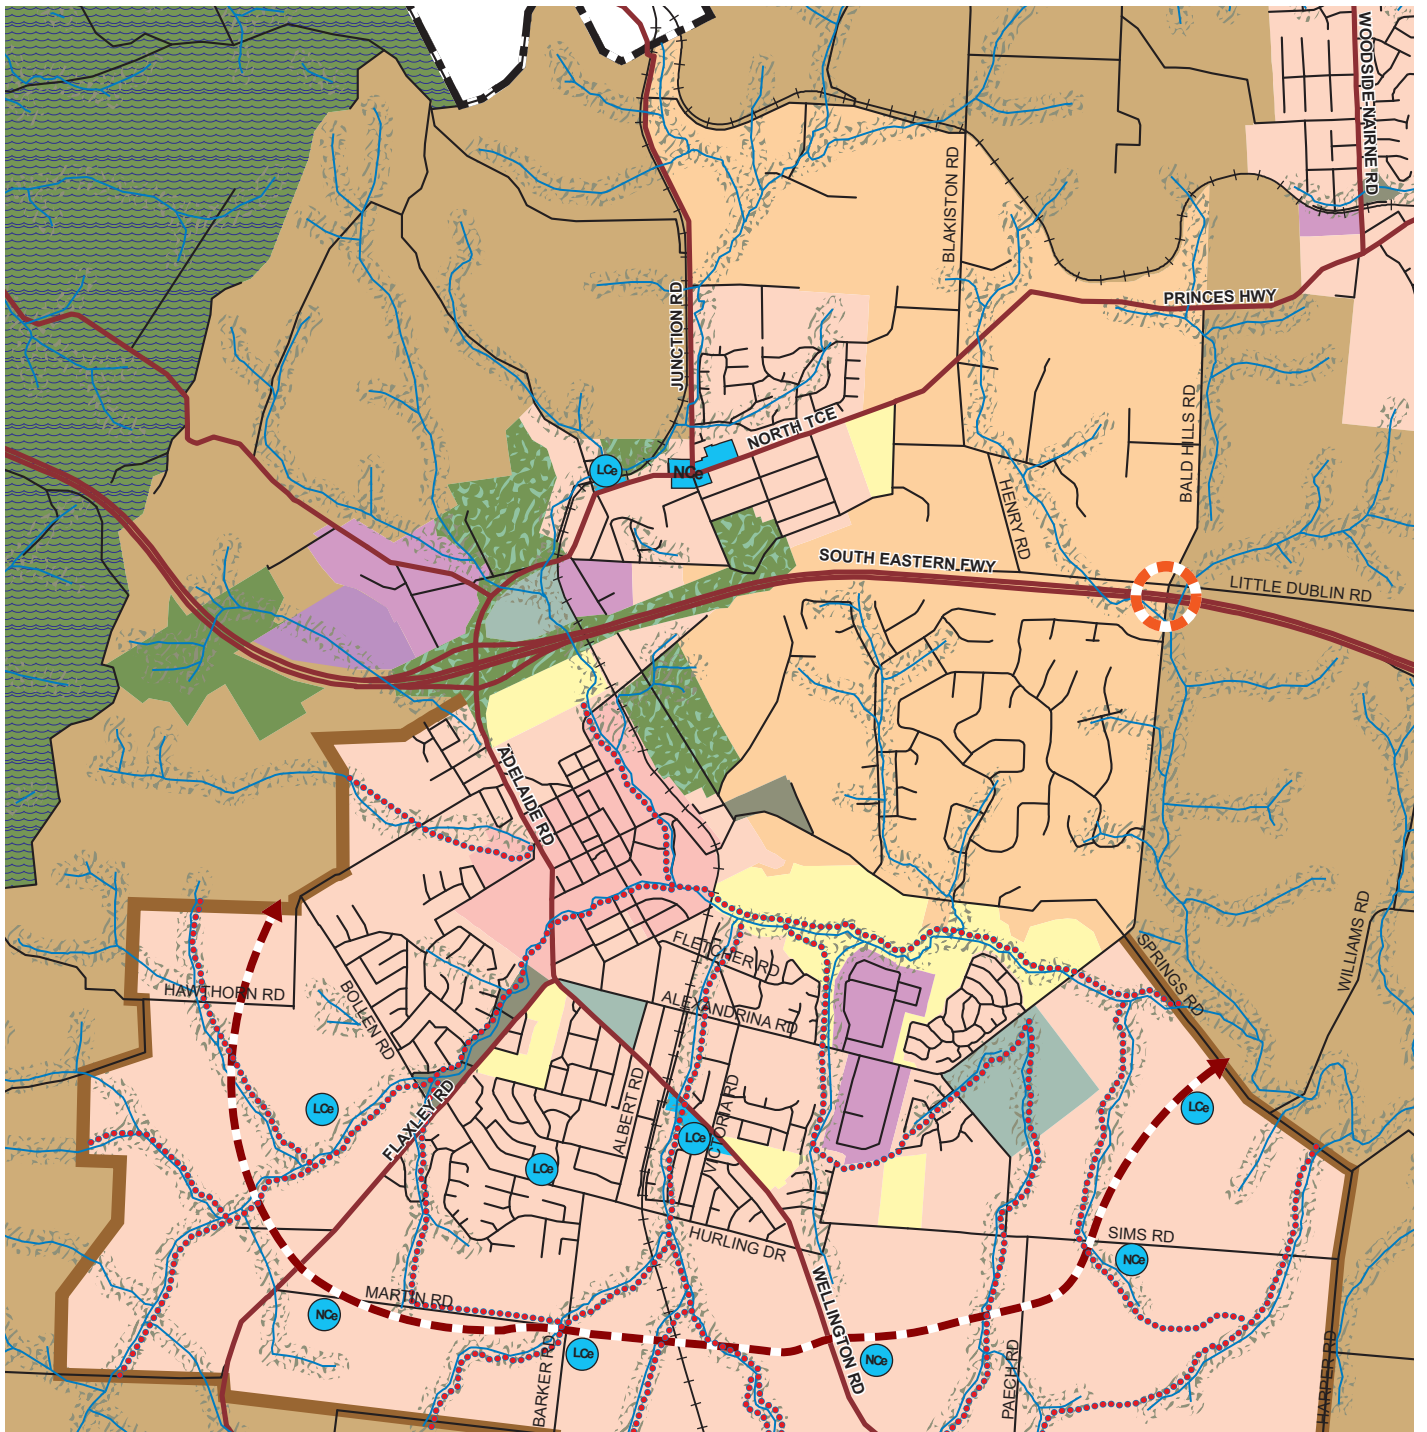 WOODSIDE-NAIRNE RD
BLAKISTON RD
JUNCTION RD
PRINCES HWY
NORTH TCE
BALD HILLS RD
LCe
NCe
HENRY RD
SOUTH EASTERN FWY
LITTLE DUBLIN RD
ADELAIDE RD
WILLIAMS RD
FLETCHER RD
SPRINGS RD
HAWTHORN RD
BOLLEN RD
ALEXANDRINA RD
FLAXLEY RD
ALBERT RD
VICTORIA RD
LCe
LCe
LCe
LCe
HURLING DR
SIMS RD
NCe
MARTIN RD
NCe
WELLINGTON RD
LCe
NCe
BARKER RD
PAECH RD
HARPER RD